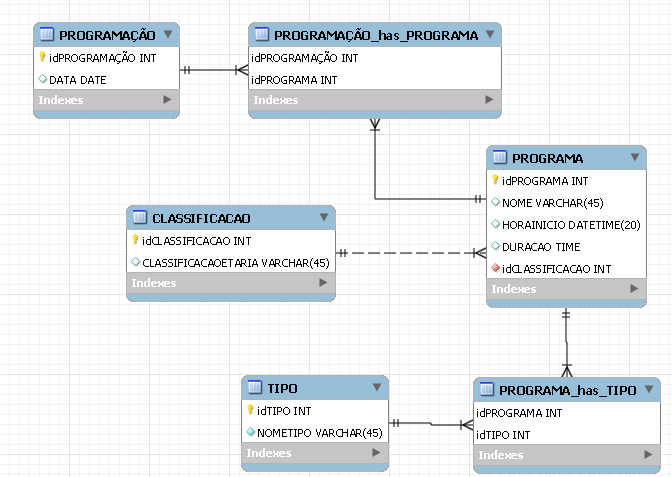 PROGRAMAÇÃO
idPROGRAMAÇÃO INT
DATA DATE
Indexes
PROGRAMAÇÃO_has_PROGRAMA
idPROGRAMAÇÃO INT
idPROGRAMA INT
Indexes
PROGRAMA
idPROGRAMA INT
NOME VARCHAR(45)
HORAINICIO DATETIME(20)
DURACAO TIME
idCLASSIFICACAO INT
Indexes
CLASSIFICACAO
idCLASSIFICACAO INT
CLASSIFICACAOETARIA VARCHAR(45)
Indexes
TIPO
idTIPO INT
NOMETIPO VARCHAR(45)
Indexes
PROGRAMA_has_TIPO
idPROGRAMA INT
idTIPO INT
Indexes